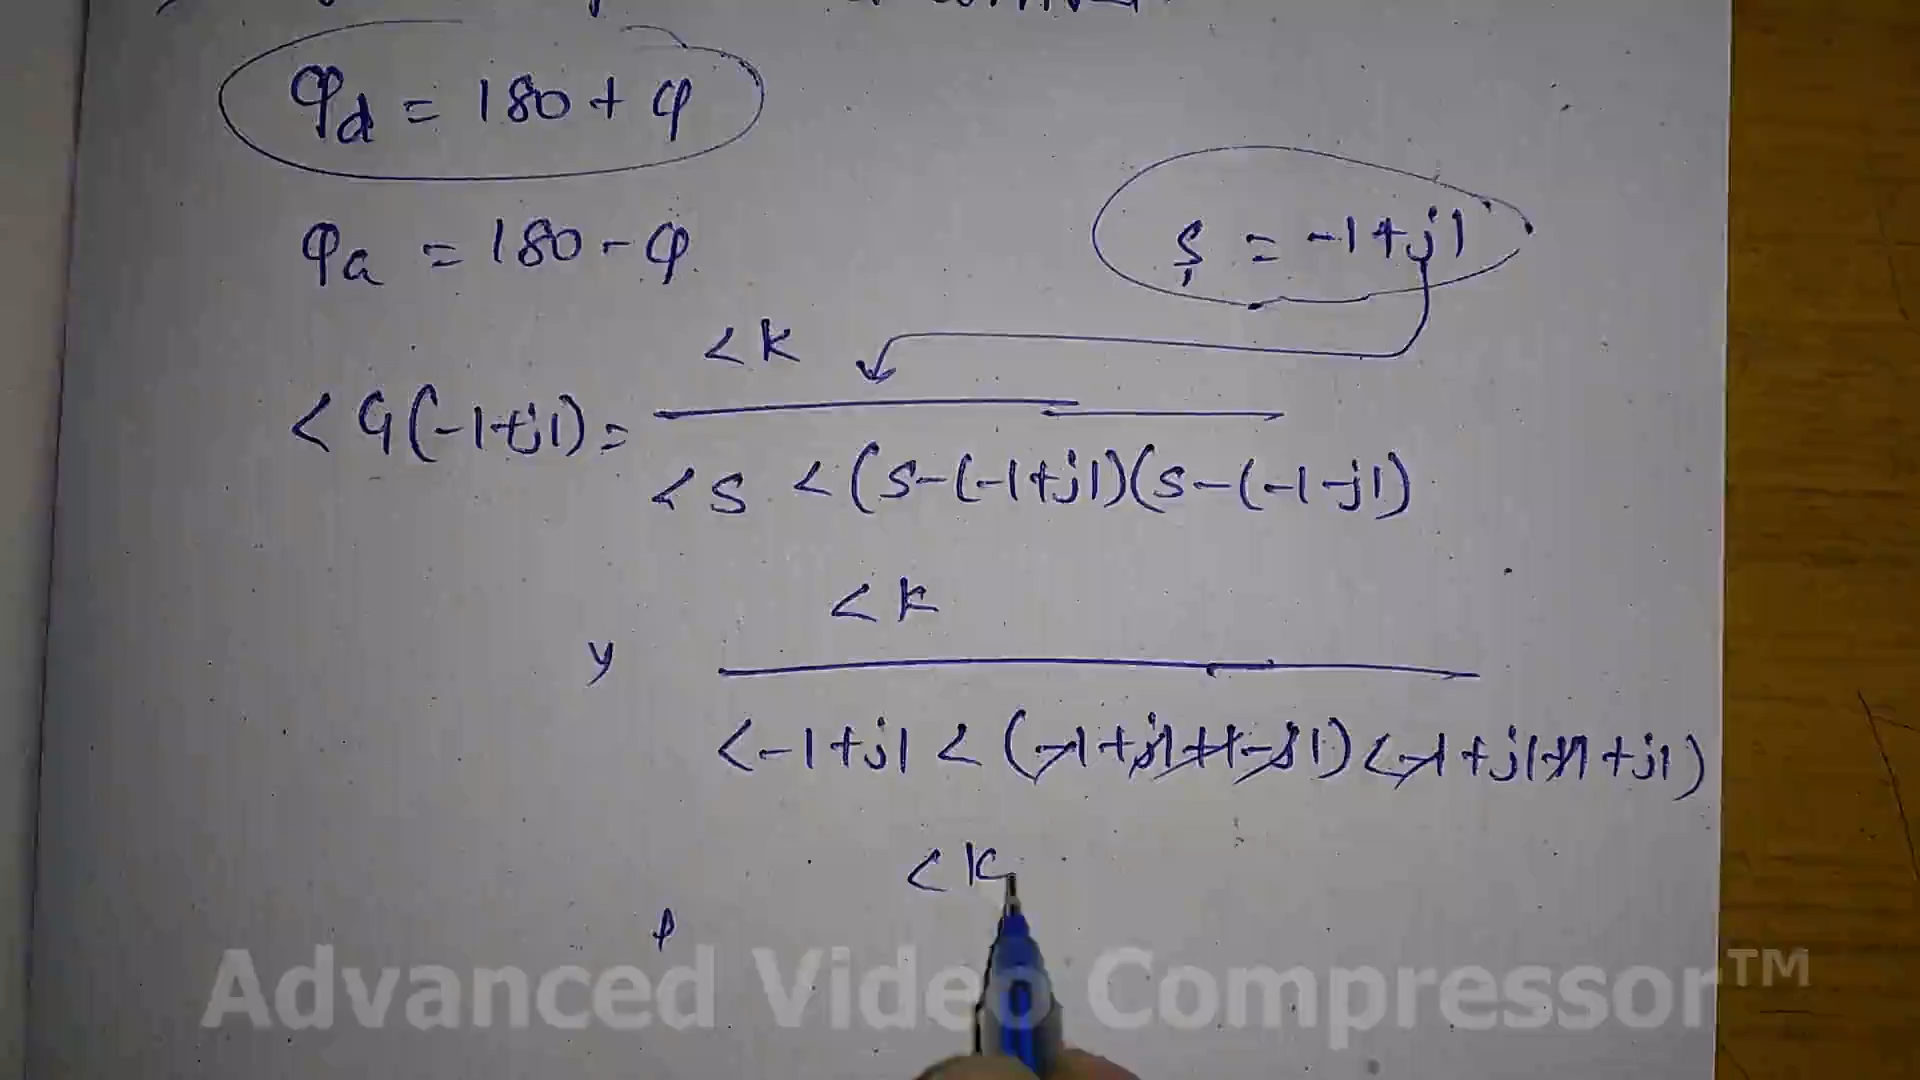 φd = 180 + φ
φa = 180 - φ
s = -1+j1
<K
<G(-1+j1) =
<s <(s-(-1+j1)(s-(-1-j1)
<K
<-1+j1 <(-1+j1+1-j1) <-1+j1+1+j1)
<K
Advanced Video Compressor™